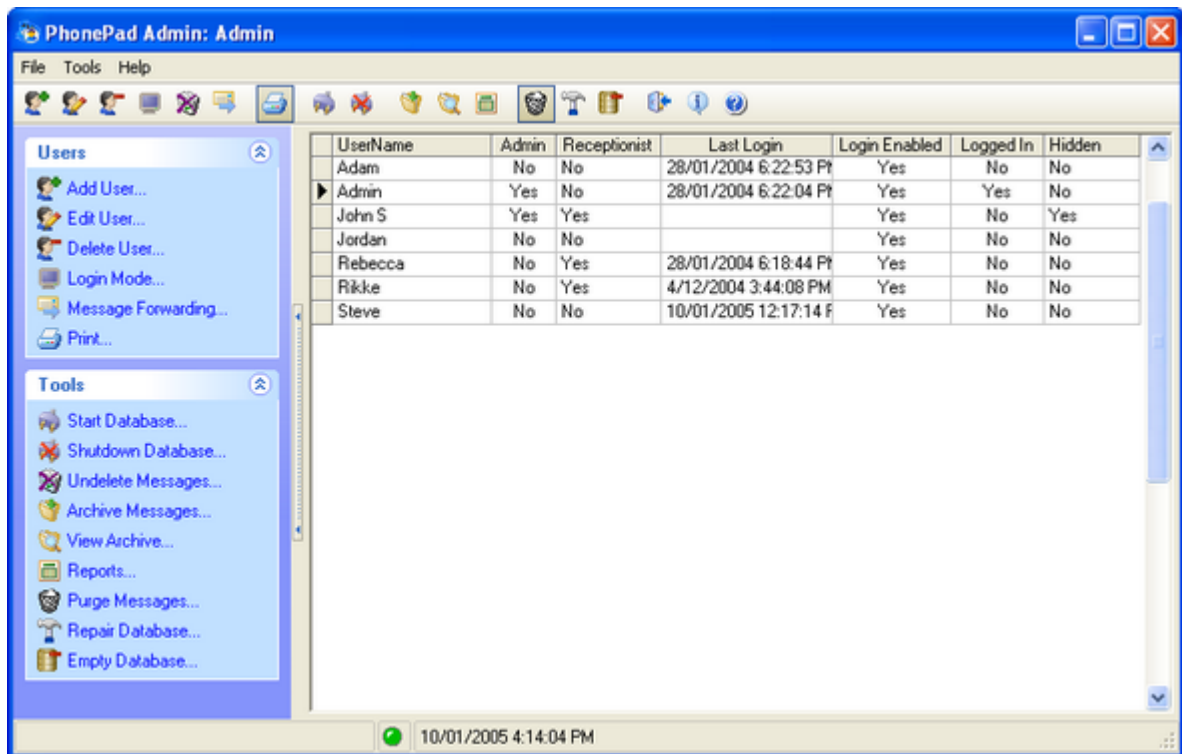 PhonePad Admin: Admin
File Tools Help
Users
Add User...
Edit User...
Delete User...
Login Mode...
Message Forwarding...
Print...
Tools
Start Database...
Shutdown Database...
Undelete Messages...
Archive Messages...
View Archive...
Reports...
Purge Messages...
Repair Database...
Empty Database...
UserName Admin Receptionist Last Login Login Enabled Logged In Hidden
Adam No No 28/01/2004 6:22:53 PM Yes No No
Admin Yes No 28/01/2004 6:22:04 PM Yes Yes No
John S Yes Yes Yes No Yes
Jordan No No Yes No No
Rebecca No Yes 28/01/2004 6:18:44 PM Yes No No
Rikke No Yes 4/12/2004 3:44:08 PM Yes No No
Steve No No 10/01/2005 12:17:14 Yes No No
10/01/2005 4:14:04 PM